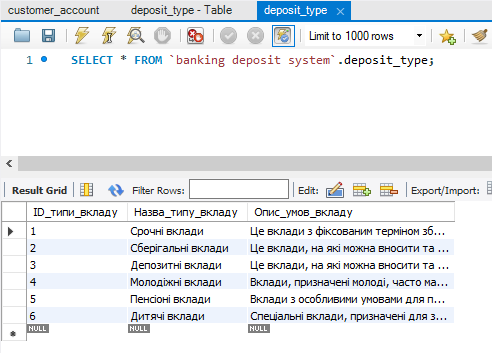 customer_account deposit_type - Table deposit_type ×
Limit to 1000 rows
1 SELECT * FROM `banking deposit system`.deposit_type;
Result Grid Filter Rows: Edit: Export/Import:
ID_типи_вкладу Назва_типу_вкладу Опис_умов_вкладу
1 Срочні вклади Це вклади з фіксованим терміном зб...
2 Сберігальні вклади Це вклади, на які можна вносити та ...
3 Депозитні вклади Це вклади, на які можна вносити та ...
4 Молодіжні вклади Вклади, призначені молоді, часто ма...
5 Пенсіоні вклади Вклади з особливими умовами для п...
6 Дитячі вклади Спеціальні вклади, призначені для з...
NULL NULL NULL